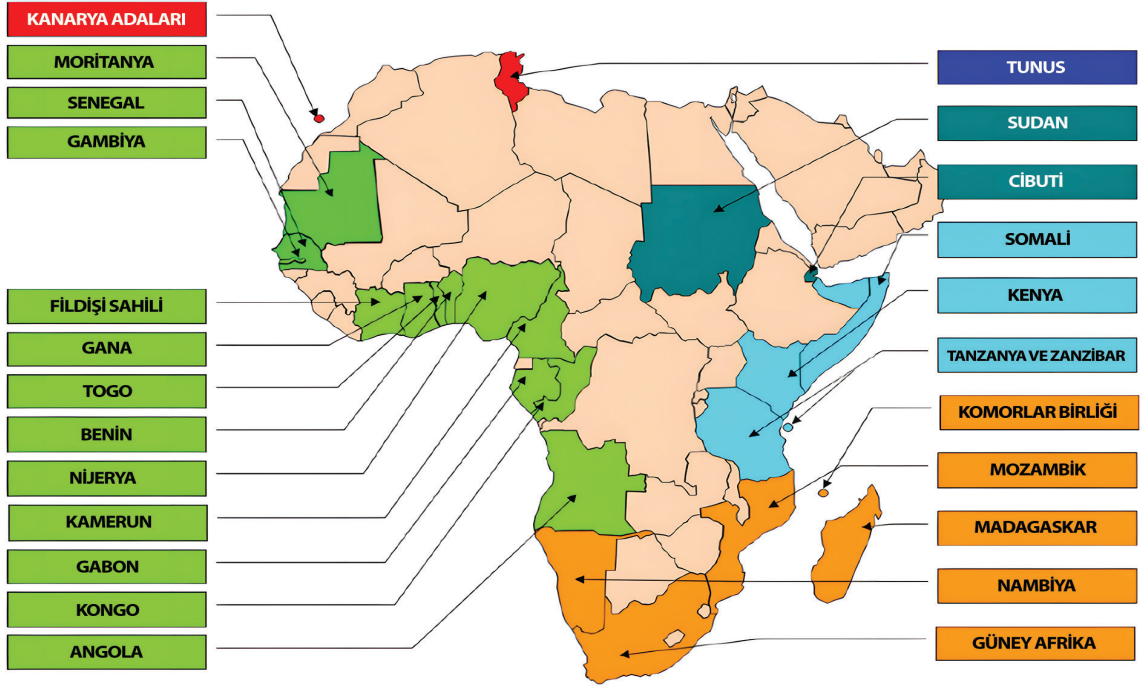 KANARYA ADALARI
MORİTANYA
SENEGAL
GAMBİYA
FİLDİŞİ SAHİLİ
GANA
TOGO
BENİN
NİJERYA
KAMERUN
GABON
KONGO
ANGOLA
TUNUS
SUDAN
CİBUTİ
SOMALİ
KENYA
TANZANYA VE ZANZİBAR
KOMORLAR BİRLİĞİ
MOZAMBİK
MADAGASKAR
NAMBİYA
GÜNEY AFRİKA